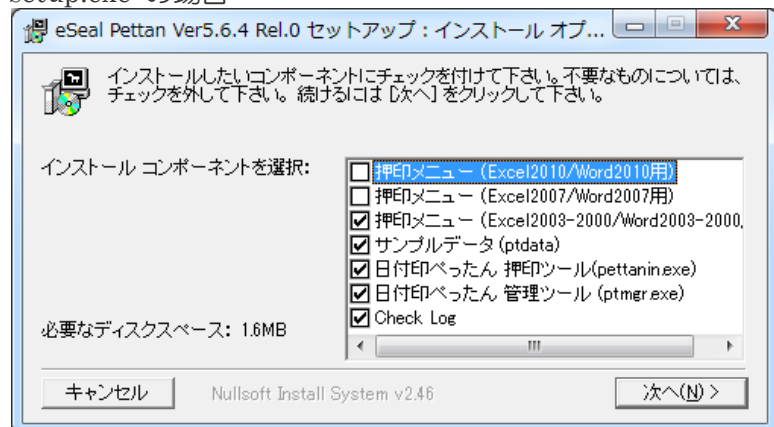 setup.exe の場合
eSeal Pettan Ver5.6.4 Rel.0 セットアップ：インストール オプ...
インストールしたいコンポーネントにチェックを付けて下さい。不要なものについては、
チェックを外して下さい。続けるには [次へ] をクリックして下さい。
インストール コンポーネントを選択:
押印メニュー (Excel2010/Word2010用)
押印メニュー (Excel2007/Word2007用)
押印メニュー (Excel2003-2000/Word2003-2000,
サンプルデータ(ptdata)
日付印ぺったん 押印ツール(pettanin.exe)
日付印ぺったん 管理ツール (ptmgr.exe)
Check Log
必要なディスクスペース: 1.6MB
キャンセル
Nullsoft Install System v2.46
次へ(N) >